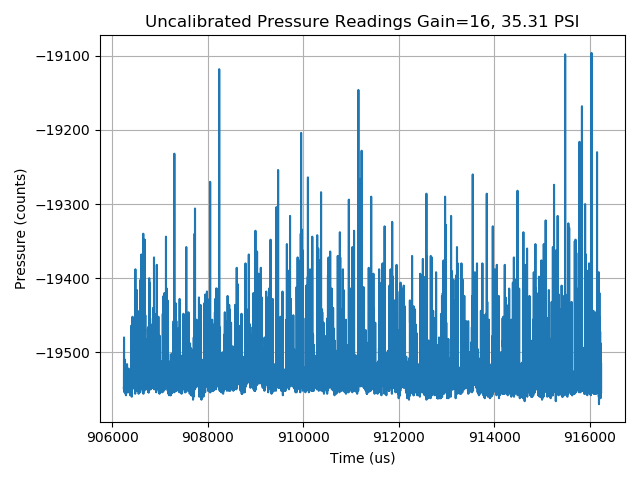 Uncalibrated Pressure Readings Gain=16, 35.31 PSI
−19100
−19200
−19300
−19400
−19500
Pressure (counts)
906000 908000 910000 912000 914000 916000
Time (us)